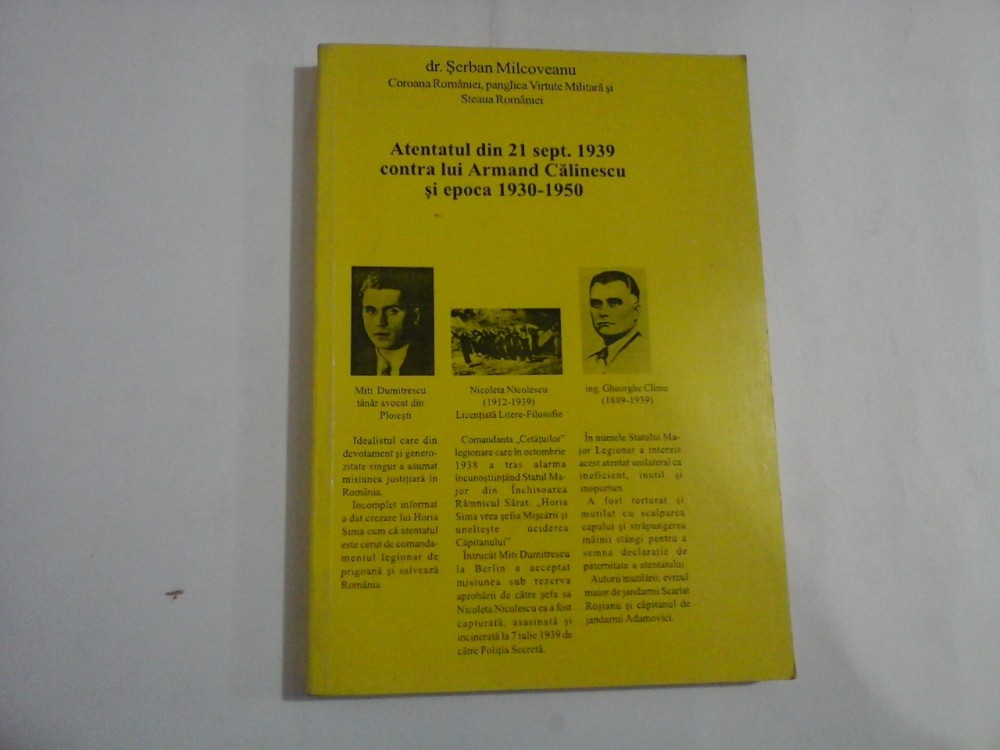 dr. Şerban Milcoveanu
Coroana României, panglica Virtute Militară şi
Steaua României
Atentatul din 21 sept. 1939
contra lui Armand Călinescu
şi epoca 1930-1950
Miti Dumitrescu
tânăr avocat din
Ploieşti
Idealistul care din
devotament şi genero-
zitate singur a asumat
misiunea justiţiară în
România.
Incomplet informat
a dat crezare lui Horia
Sima cum că atentatul
este cerut de comanda-
mentul legionar de
prigoană şi salvează
România.
Nicoleta Nicolescu
(1912-1939)
Licenţiată Litere-Filosofie
Comandanta „Cetăţuilor"
legionare care în octombrie
1938 a tras alarma
încunoştiinţând Statul Ma-
jor din Închisoarea
Râmnicul Sărat: „Horia
Sima vrea şefia Mişcării şi
unelteşte uciderea
Căpitanului"
Întrucât Miti Dumitrescu
la Berlin a acceptat
misiunea sub rezerva
aprobării de către şefa sa
Nicoleta Nicolescu ea a fost
capturată, asasinată şi
incinerată la 7 iulie 1939 de
către Poliţia Secretă.
ing. Gheorghe Clime
(1889-1939)
În numele Statului Ma-
jor Legionar a interzis
acest atentat unilateral ca
ineficient, inutil şi
inoportun.
A fost torturat şi
mutilat cu scalparea
capului şi străpungerea
mâinii stângi pentru a
semna declaraţie de
paternitate a atentatului.
Autorii mutilării: evreul
maior de jandarmi Scarlat
Roşianu şi căpitanul de
jandarmi Adamovici.